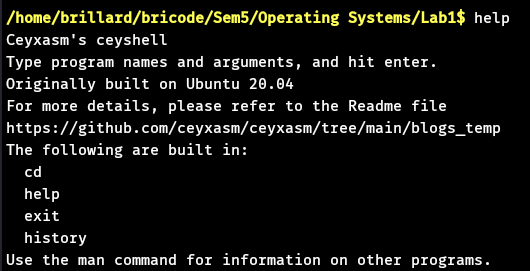 /home/brillard/bricode/Sem5/Operating Systems/Lab1$ help
Ceyxasm's ceyshell
Type program names and arguments, and hit enter.
Originally built on Ubuntu 20.04
For more details, please refer to the Readme file
https://github.com/ceyxasm/ceyxasm/tree/main/blogs_temp
The following are built in:
  cd
  help
  exit
  history
Use the man command for information on other programs.